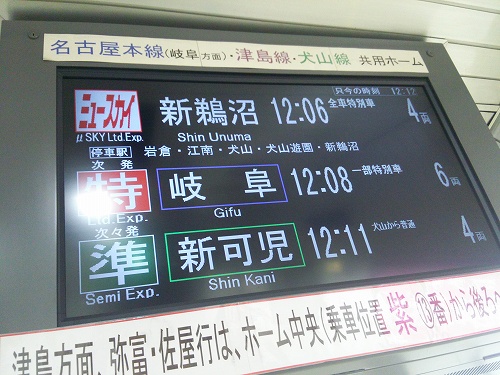 名古屋本線(岐阜方面)・津島線・犬山線 共用ホーム
只今の時刻 12:12
ミュースカイ 新鵜沼 12:06 全車特別車 4両
μSKY Ltd.Exp. Shin Unuma
停車駅 岩倉・江南・犬山・犬山遊園・新鵜沼
次発
特 岐阜 12:08 一部特別車 6両
Ltd.Exp. Gifu
次々発
準 新可児 12:11 犬山から普通 4両
Semi Exp. Shin Kani
津島方面、弥富・佐屋行は、ホーム中央(乗車位置 紫